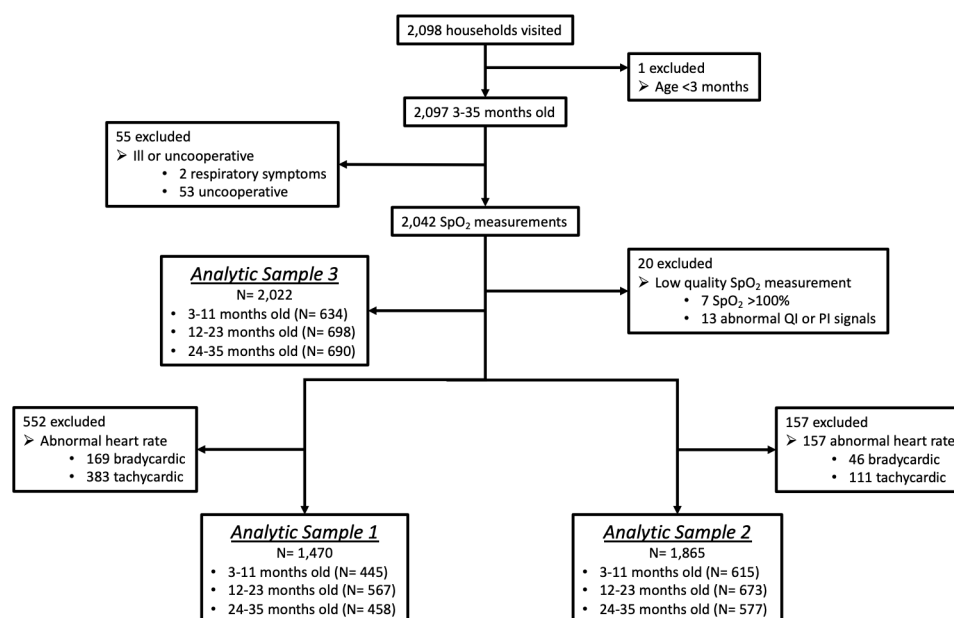 2,098 households visited
1 excluded
➢ Age <3 months
2,097 3-35 months old
55 excluded
➢ Ill or uncooperative
• 2 respiratory symptoms
• 53 uncooperative
2,042 SpO₂ measurements
20 excluded
➢ Low quality SpO₂ measurement
• 7 SpO₂ >100%
• 13 abnormal QI or PI signals
Analytic Sample 3
N= 2,022
• 3-11 months old (N= 634)
• 12-23 months old (N= 698)
• 24-35 months old (N= 690)
552 excluded
➢ Abnormal heart rate
• 169 bradycardic
• 383 tachycardic
157 excluded
➢ 157 abnormal heart rate
• 46 bradycardic
• 111 tachycardic
Analytic Sample 1
N= 1,470
• 3-11 months old (N= 445)
• 12-23 months old (N= 567)
• 24-35 months old (N= 458)
Analytic Sample 2
N= 1,865
• 3-11 months old (N= 615)
• 12-23 months old (N= 673)
• 24-35 months old (N= 577)